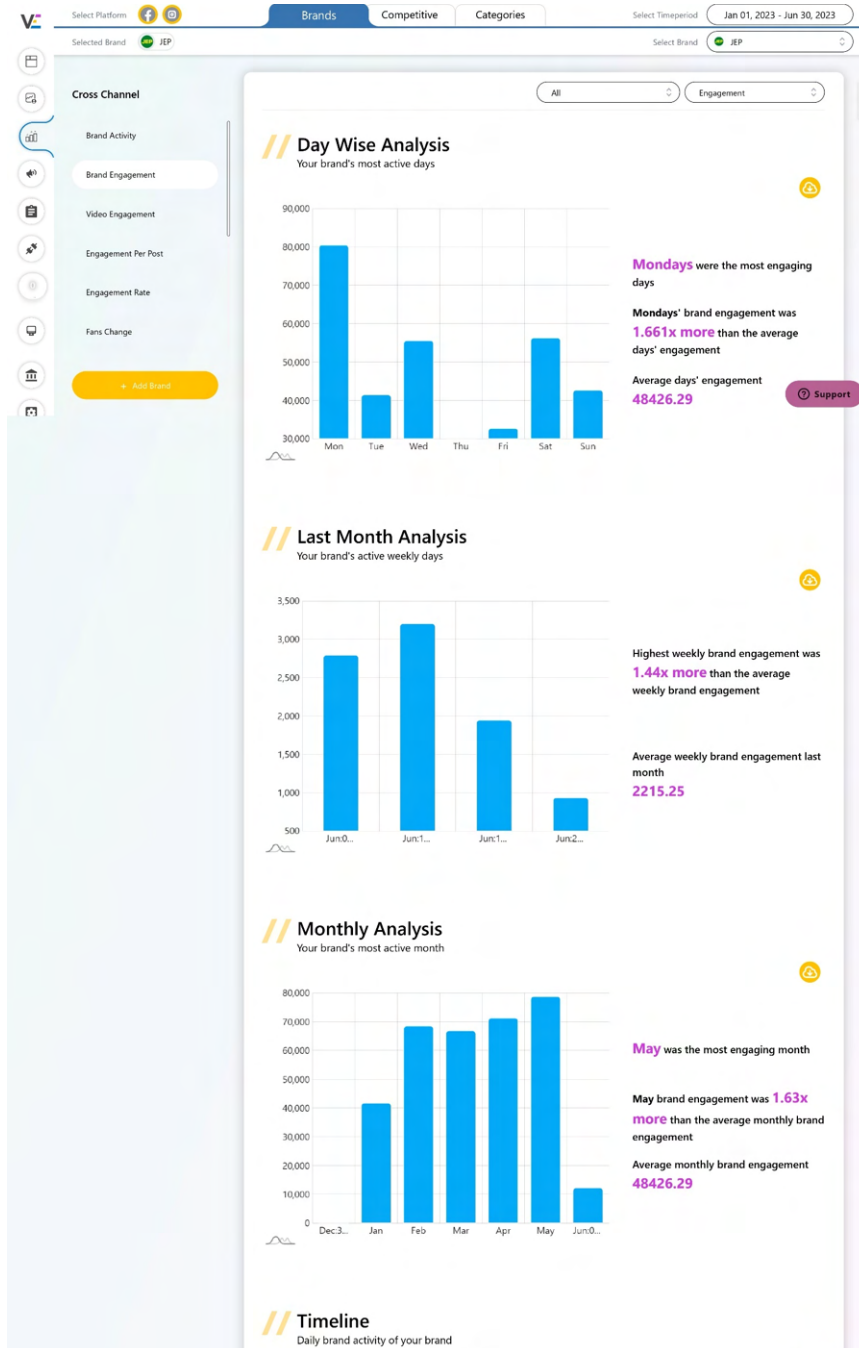 Select Platform
Brands
Competitive
Categories
Select Timeperiod
Jan 01, 2023 - Jun 30, 2023
Selected Brand
JEP
JEP
Select Brand
JEP
JEP
Cross Channel
Brand Activity
Brand Engagement
Video Engagement
Engagement Per Post
Engagement Rate
Fans Change
+ Add Brand
All
Engagement
Day Wise Analysis
Your brand's most active days
90,000
80,000
70,000
60,000
50,000
40,000
30,000
Mon
Tue
Wed
Thu
Fri
Sat
Sun
Mondays were the most engaging
days
Mondays' brand engagement was
1.661x more than the average
days' engagement
Average days' engagement
48426.29
Support
Last Month Analysis
Your brand's active weekly days
3,500
3,000
2,500
2,000
1,500
1,000
500
Jun:0...
Jun:1...
Jun:1...
Jun:2...
Highest weekly brand engagement was
1.44x more than the average
weekly brand engagement
Average weekly brand engagement last
month
2215.25
Monthly Analysis
Your brand's most active month
80,000
70,000
60,000
50,000
40,000
30,000
20,000
10,000
0
Dec:3...
Jan
Feb
Mar
Apr
May
Jun:0...
May was the most engaging month
May brand engagement was 1.63x
more than the average monthly brand
engagement
Average monthly brand engagement
48426.29
Timeline
Daily brand activity of your brand